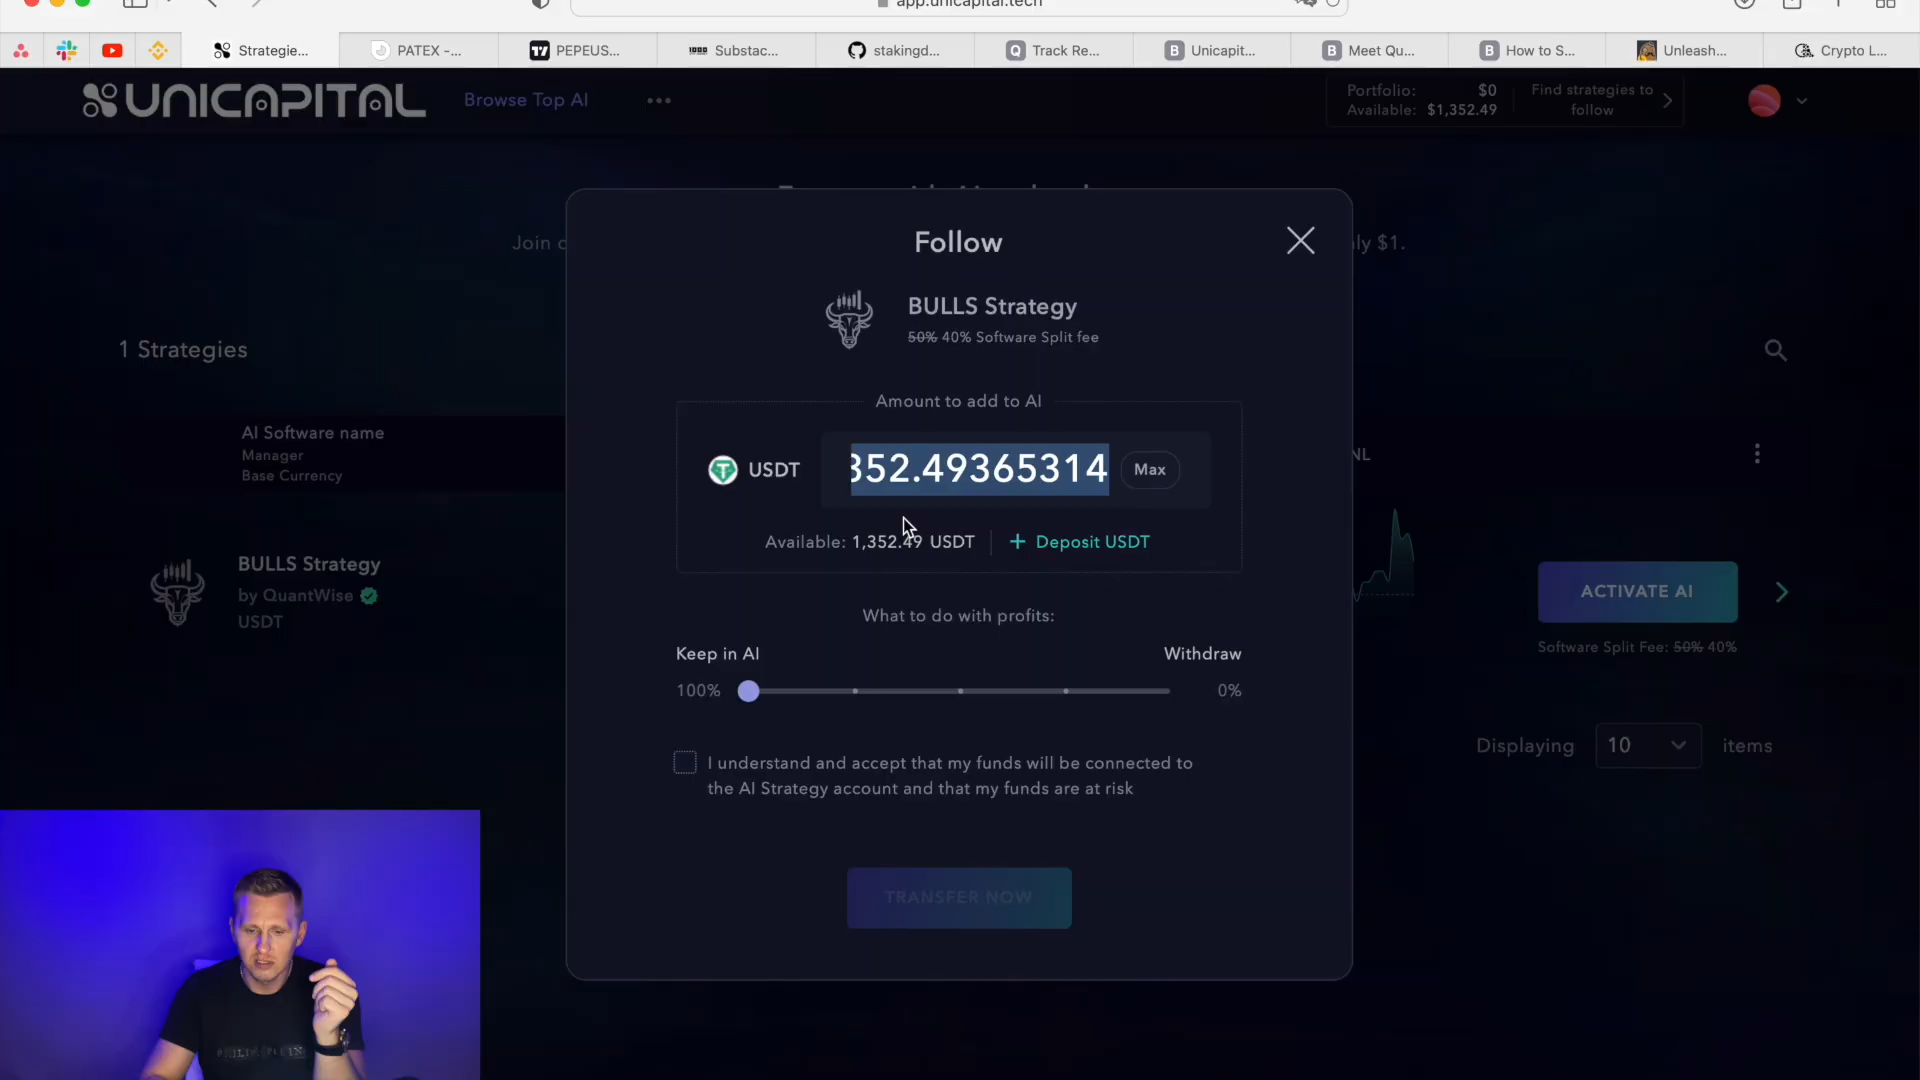 app.unicapital.tech
Strategie...
PATEX -...
PEPEUS...
Substac...
stakingd...
Track Re...
Unicapit...
Meet Qu...
How to S...
Unleash...
Crypto L...
UNICAPITAL
Browse Top AI
Portfolio: $0
Available: $1,352.49
Find strategies to
follow
Join
ly $1.
Follow
BULLS Strategy
50% 40% Software Split fee
1 Strategies
Amount to add to AI
AI Software name
Manager
Base Currency
NL
USDT
352.49365314
Max
Available: 1,352.49 USDT
+ Deposit USDT
BULLS Strategy
by QuantWise
USDT
ACTIVATE AI
Software Split Fee: 50% 40%
What to do with profits:
Keep in AI
Withdraw
100%
0%
Displaying 10 items
I understand and accept that my funds will be connected to
the AI Strategy account and that my funds are at risk
TRANSFER NOW